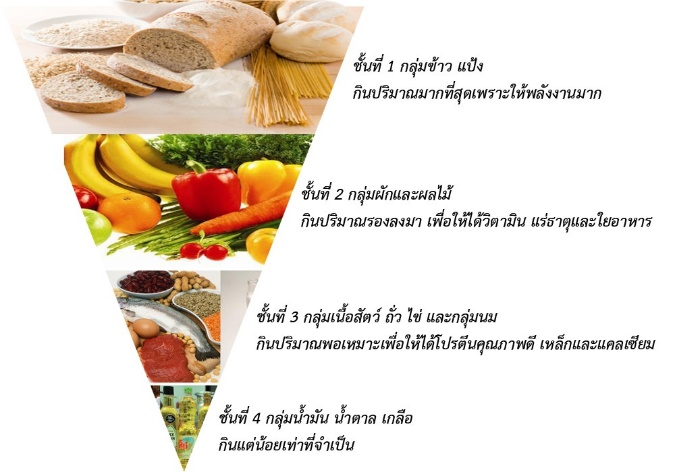 ชั้นที่ 1 กลุ่มข้าว แป้ง
กินปริมาณมากที่สุดเพราะให้พลังงานมาก
ชั้นที่ 2 กลุ่มผักและผลไม้
กินปริมาณรองลงมา เพื่อให้ได้วิตามิน แร่ธาตุและใยอาหาร
ชั้นที่ 3 กลุ่มเนื้อสัตว์ ถั่ว ไข่ และกลุ่มนม
กินปริมาณพอเหมาะเพื่อให้ได้โปรตีนคุณภาพดี เหล็กและแคลเซียม
ชั้นที่ 4 กลุ่มน้ำมัน น้ำตาล เกลือ
กินแต่น้อยเท่าที่จำเป็น